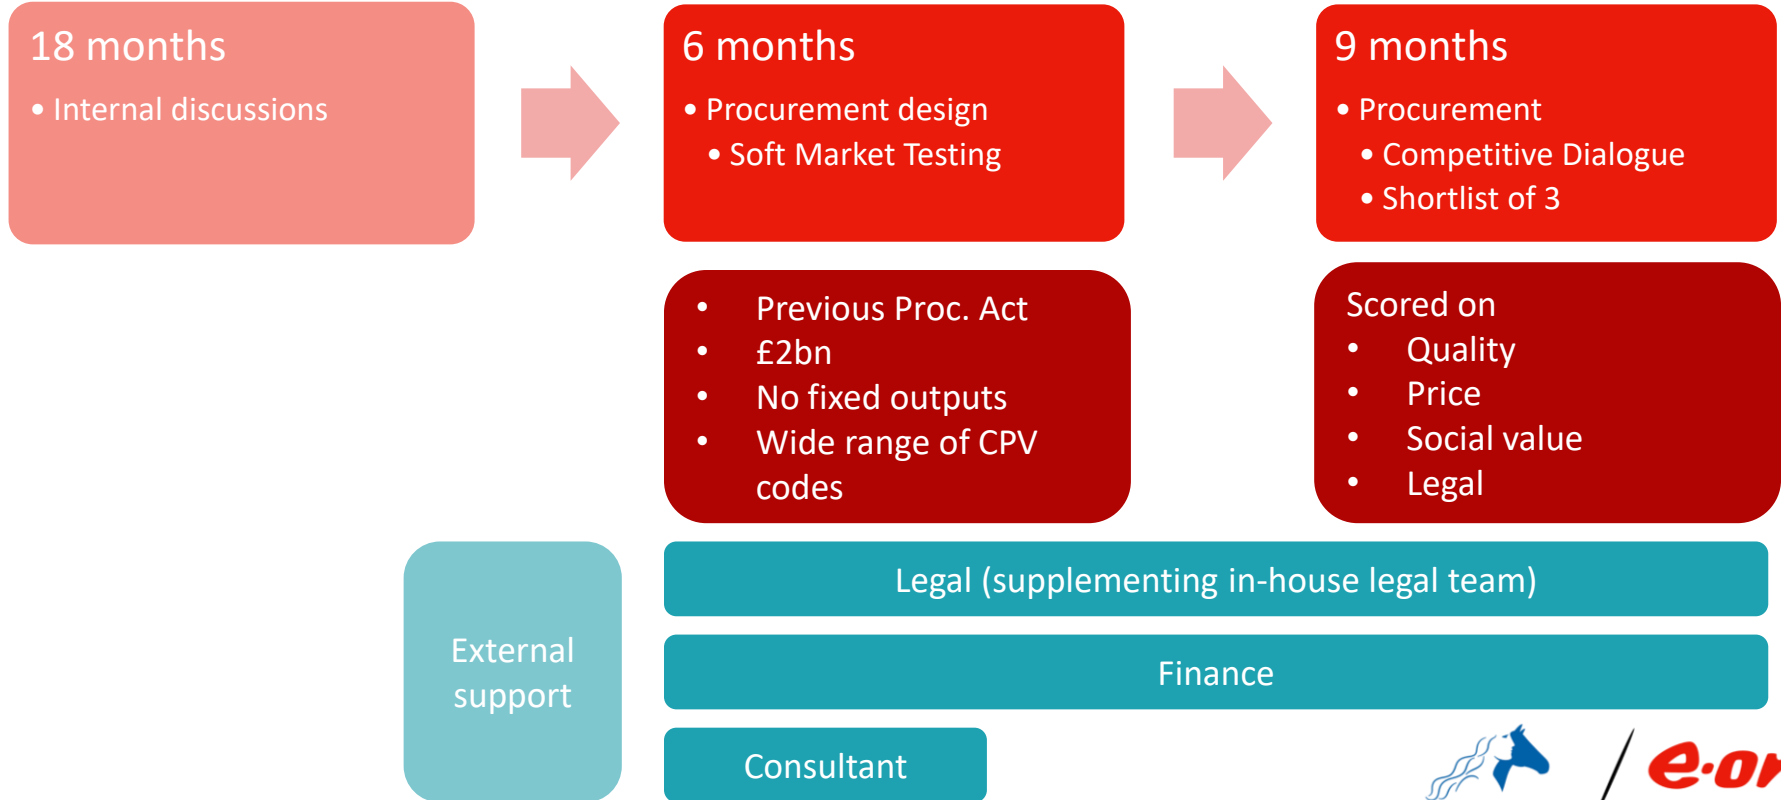 18 months
• Internal discussions
6 months
• Procurement design
• Soft Market Testing
9 months
• Procurement
• Competitive Dialogue
• Shortlist of 3
• Previous Proc. Act
• £2bn
• No fixed outputs
• Wide range of CPV
codes
Scored on
• Quality
• Price
• Social value
• Legal
External
support
Legal (supplementing in-house legal team)
Finance
Consultant
e·on